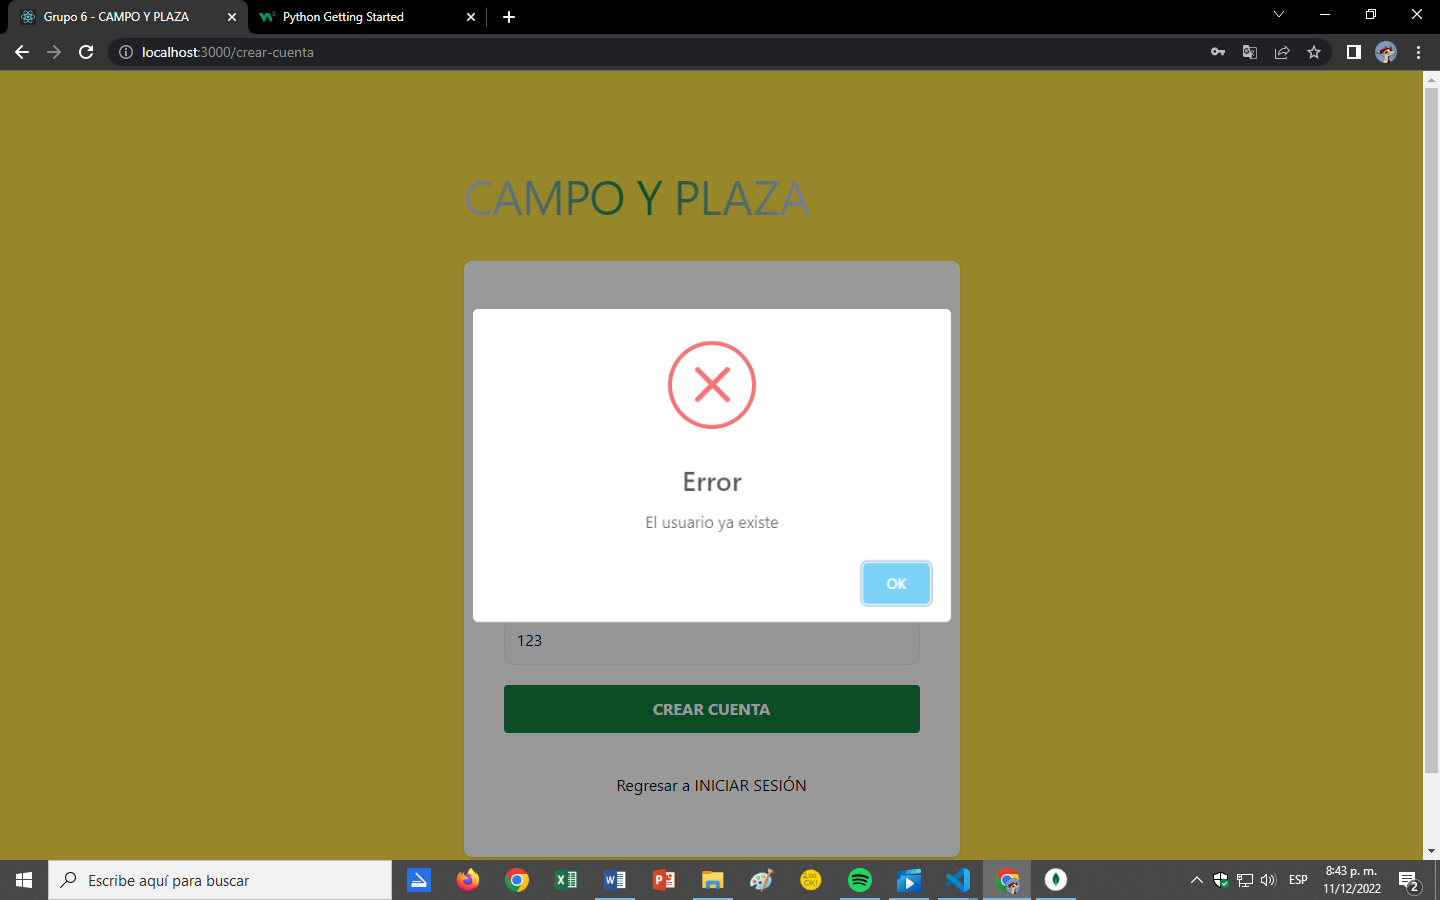 Grupo 6 - CAMPO Y PLAZA
Python Getting Started
localhost:3000/crear-cuenta
CAMPO Y PLAZA
Error
El usuario ya existe
OK
123
CREAR CUENTA
Regresar a INICIAR SESIÓN
Escribe aquí para buscar
ESP
8:43 p. m.
11/12/2022
2